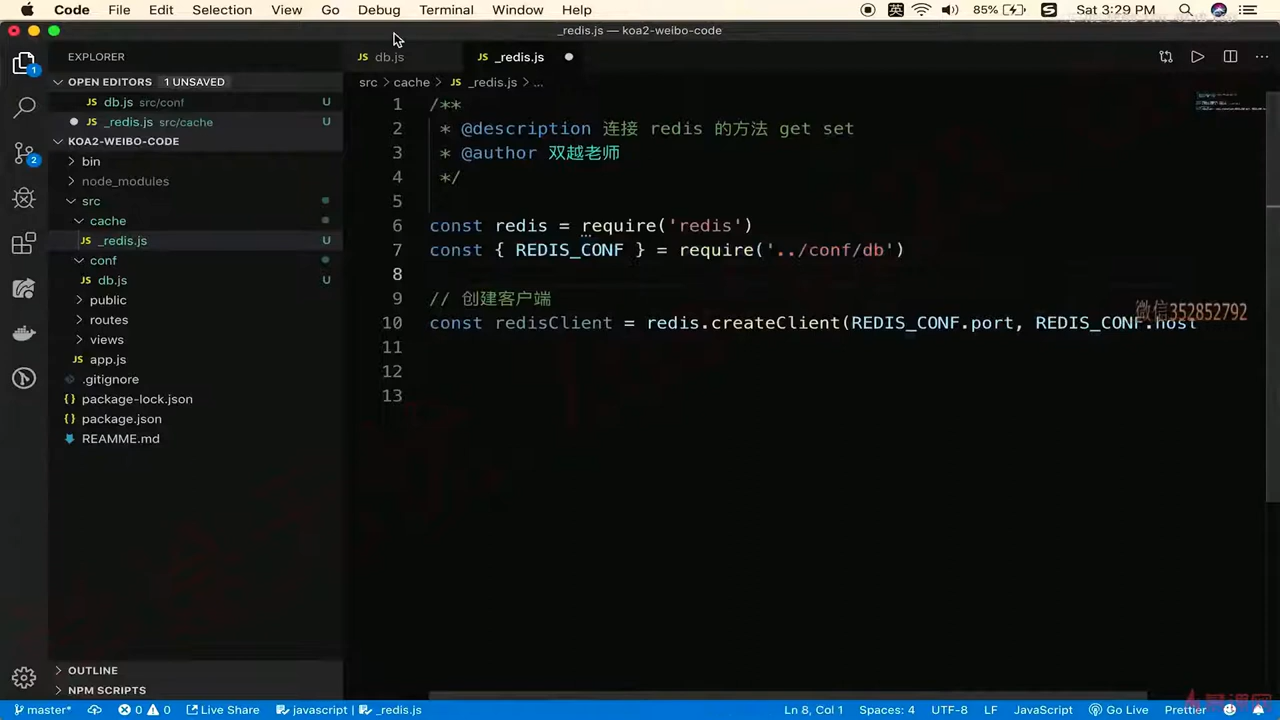 Code File Edit Selection View Go Debug Terminal Window Help 英 85% Sat 3:29 PM
_redis.js — koa2-weibo-code
EXPLORER
OPEN EDITORS 1 UNSAVED
db.js src/conf U
_redis.js src/cache U
KOA2-WEIBO-CODE
bin
node_modules
src
cache
_redis.js U
conf
db.js U
public
routes
views
app.js
.gitignore
package-lock.json
package.json
REAMME.md
OUTLINE
NPM SCRIPTS
1
2
JS db.js
JS _redis.js
src > cache > JS _redis.js > ...
1 /**
2 * @description 连接 redis 的方法 get set
3 * @author 双越老师
4 */
5
6 const redis = require('redis')
7 const { REDIS_CONF } = require('../conf/db')
8
9 // 创建客户端
10 const redisClient = redis.createClient(REDIS_CONF.port, REDIS_CONF.host
11
12
13
微信352852792
master* 0 0 Live Share javascript | _redis.js Ln 8, Col 1 Spaces: 4 UTF-8 LF JavaScript Go Live Prettier